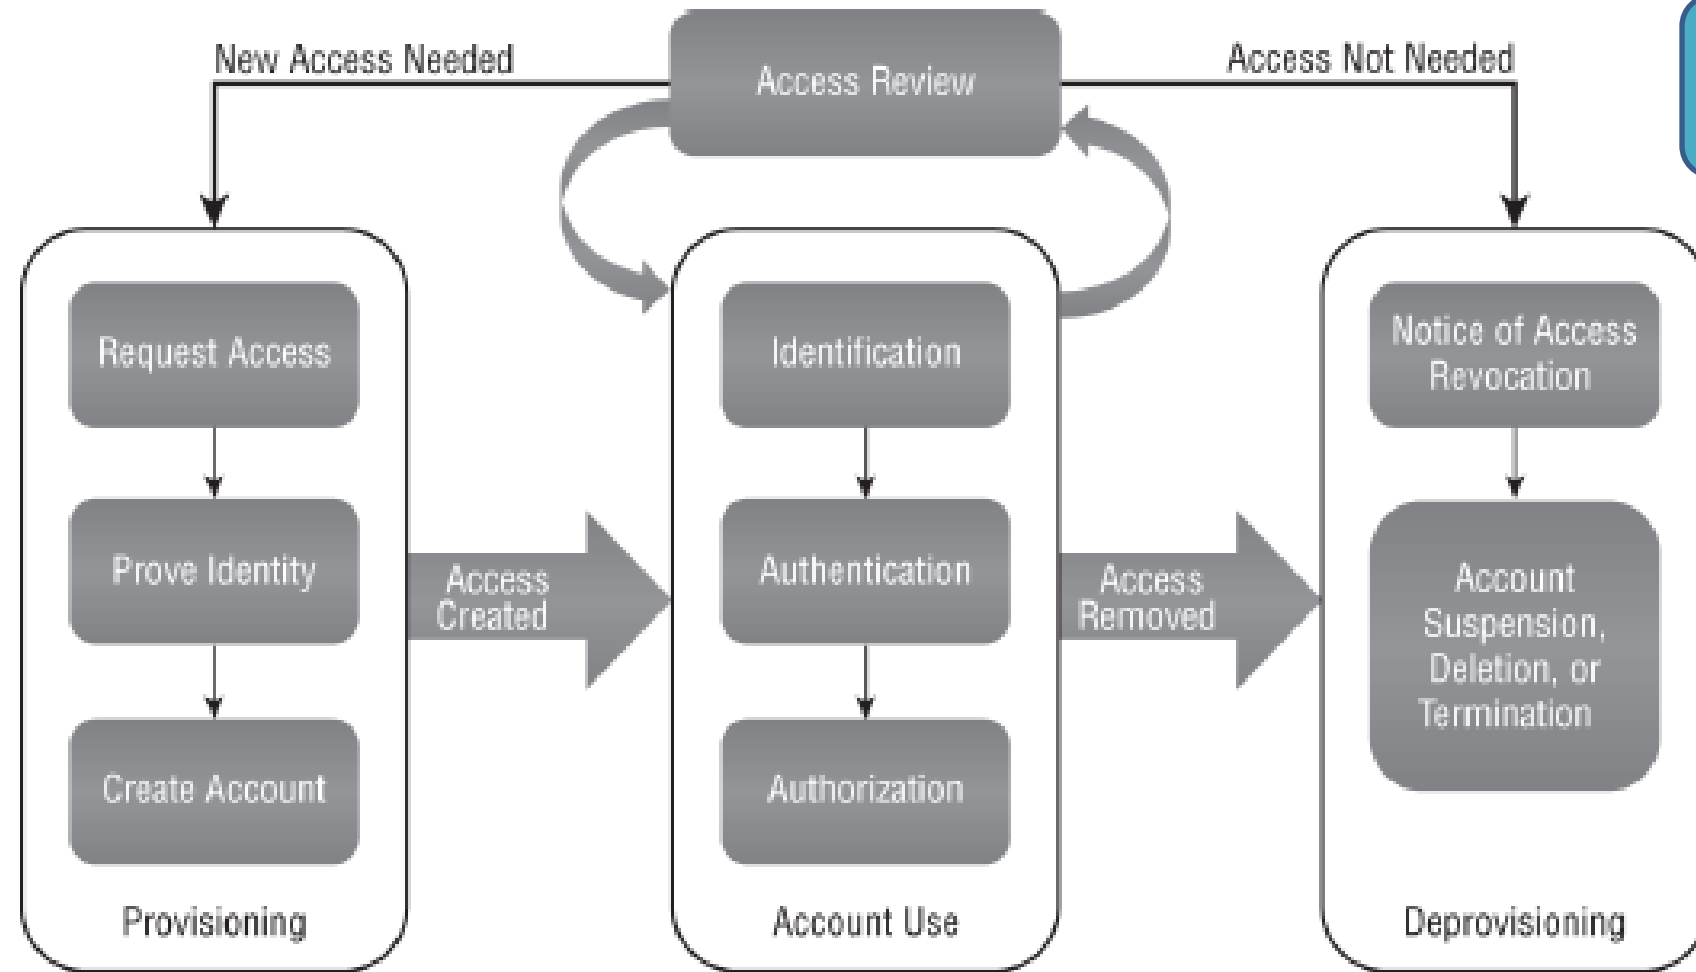 New Access Needed
Access Review
Access Not Needed
Request Access
Prove Identity
Create Account
Provisioning
Access
Created
Identification
Authentication
Authorization
Account Use
Access
Removed
Notice of Access
Revocation
Account
Suspension,
Deletion, or
Termination
Deprovisioning